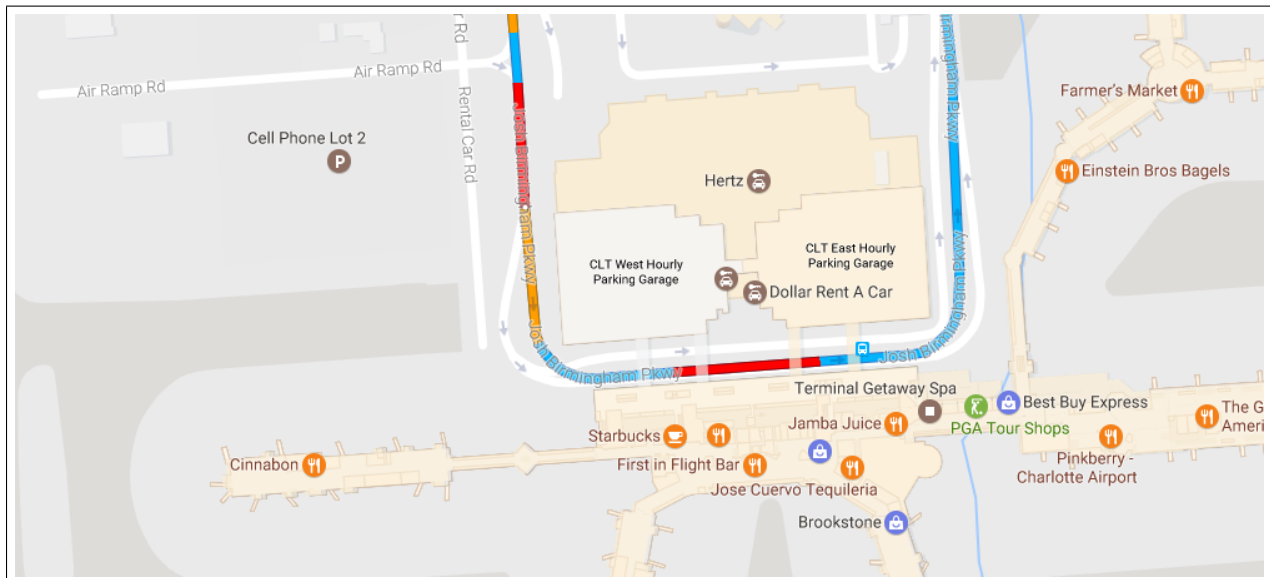 Air Ramp Rd
Air Ramp Rd
Rental Car Rd
Cell Phone Lot 2
P
Josh Birmingham Pkwy
Josh Birmingham Pkwy
Josh Birmingham Pkwy
Hertz
CLT West Hourly
Parking Garage
CLT East Hourly
Parking Garage
Dollar Rent A Car
Josh Birmingham Pkwy
Farmer's Market
Einstein Bros Bagels
Terminal Getaway Spa
Best Buy Express
PGA Tour Shops
Jamba Juice
Starbucks
First in Flight Bar
Jose Cuervo Tequileria
Brookstone
Cinnabon
Pinkberry -
Charlotte Airport
The G
Ameri